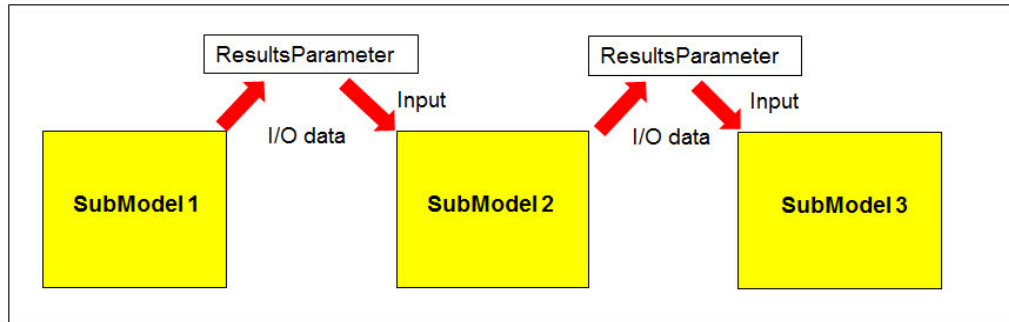 ResultsParameter
ResultsParameter
Input
Input
I/O data
I/O data
SubModel 1
SubModel 2
SubModel 3